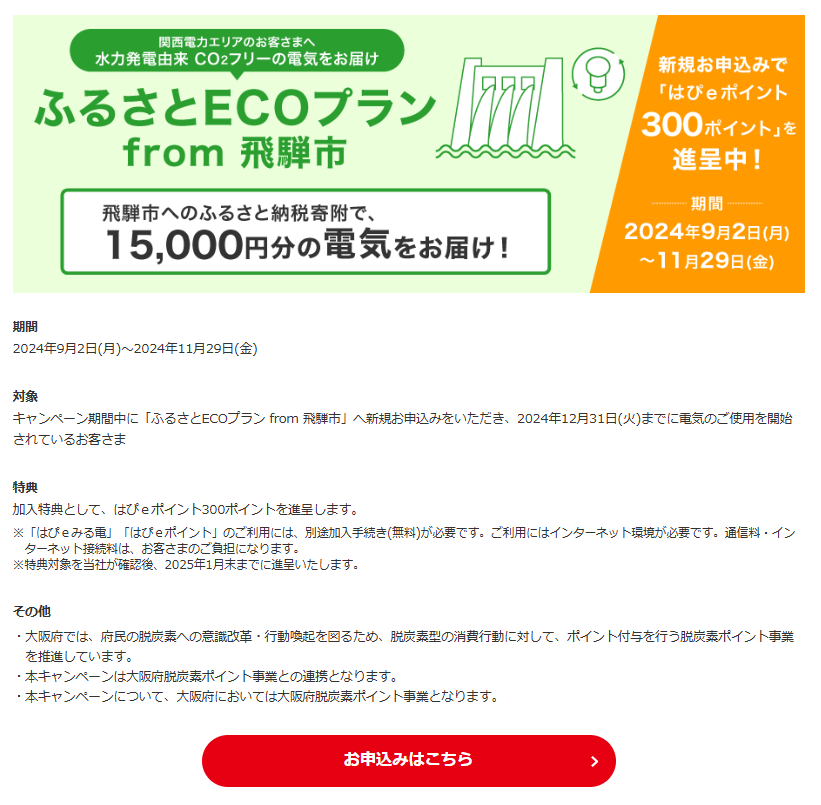 関西電力エリアのお客さまへ
水力発電由来 CO2フリーの電気をお届け
ふるさとECOプラン
from 飛騨市
飛騨市へのふるさと納税寄附で、
15,000円分の電気をお届け！
新規お申込みで
「はぴｅポイント
300ポイント」を
進呈中！
期間
2024年9月2日(月)
～11月29日(金)
期間
2024年9月2日(月)～2024年11月29日(金)
対象
キャンペーン期間中に「ふるさとECOプラン from 飛騨市」へ新規お申込みをいただき、2024年12月31日(火)までに電気のご使用を開始
されているお客さま
特典
加入特典として、はぴｅポイント300ポイントを進呈します。
※「はぴｅみる電」「はぴｅポイント」のご利用には、別途加入手続き(無料)が必要です。ご利用にはインターネット環境が必要です。通信料・イン
ターネット接続料は、お客さまのご負担になります。
※特典対象を当社が確認後、2025年1月末までに進呈いたします。
その他
・大阪府では、府民の脱炭素への意識改革・行動喚起を図るため、脱炭素型の消費行動に対して、ポイント付与を行う脱炭素ポイント事業
を推進しています。
・本キャンペーンは大阪府脱炭素ポイント事業との連携となります。
・本キャンペーンについて、大阪府においては大阪府脱炭素ポイント事業となります。
お申込みはこちら